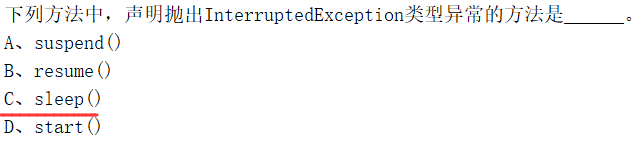 下列方法中，声明抛出InterruptedException类型异常的方法是______。
A、suspend()
B、resume()
C、sleep()
D、start()